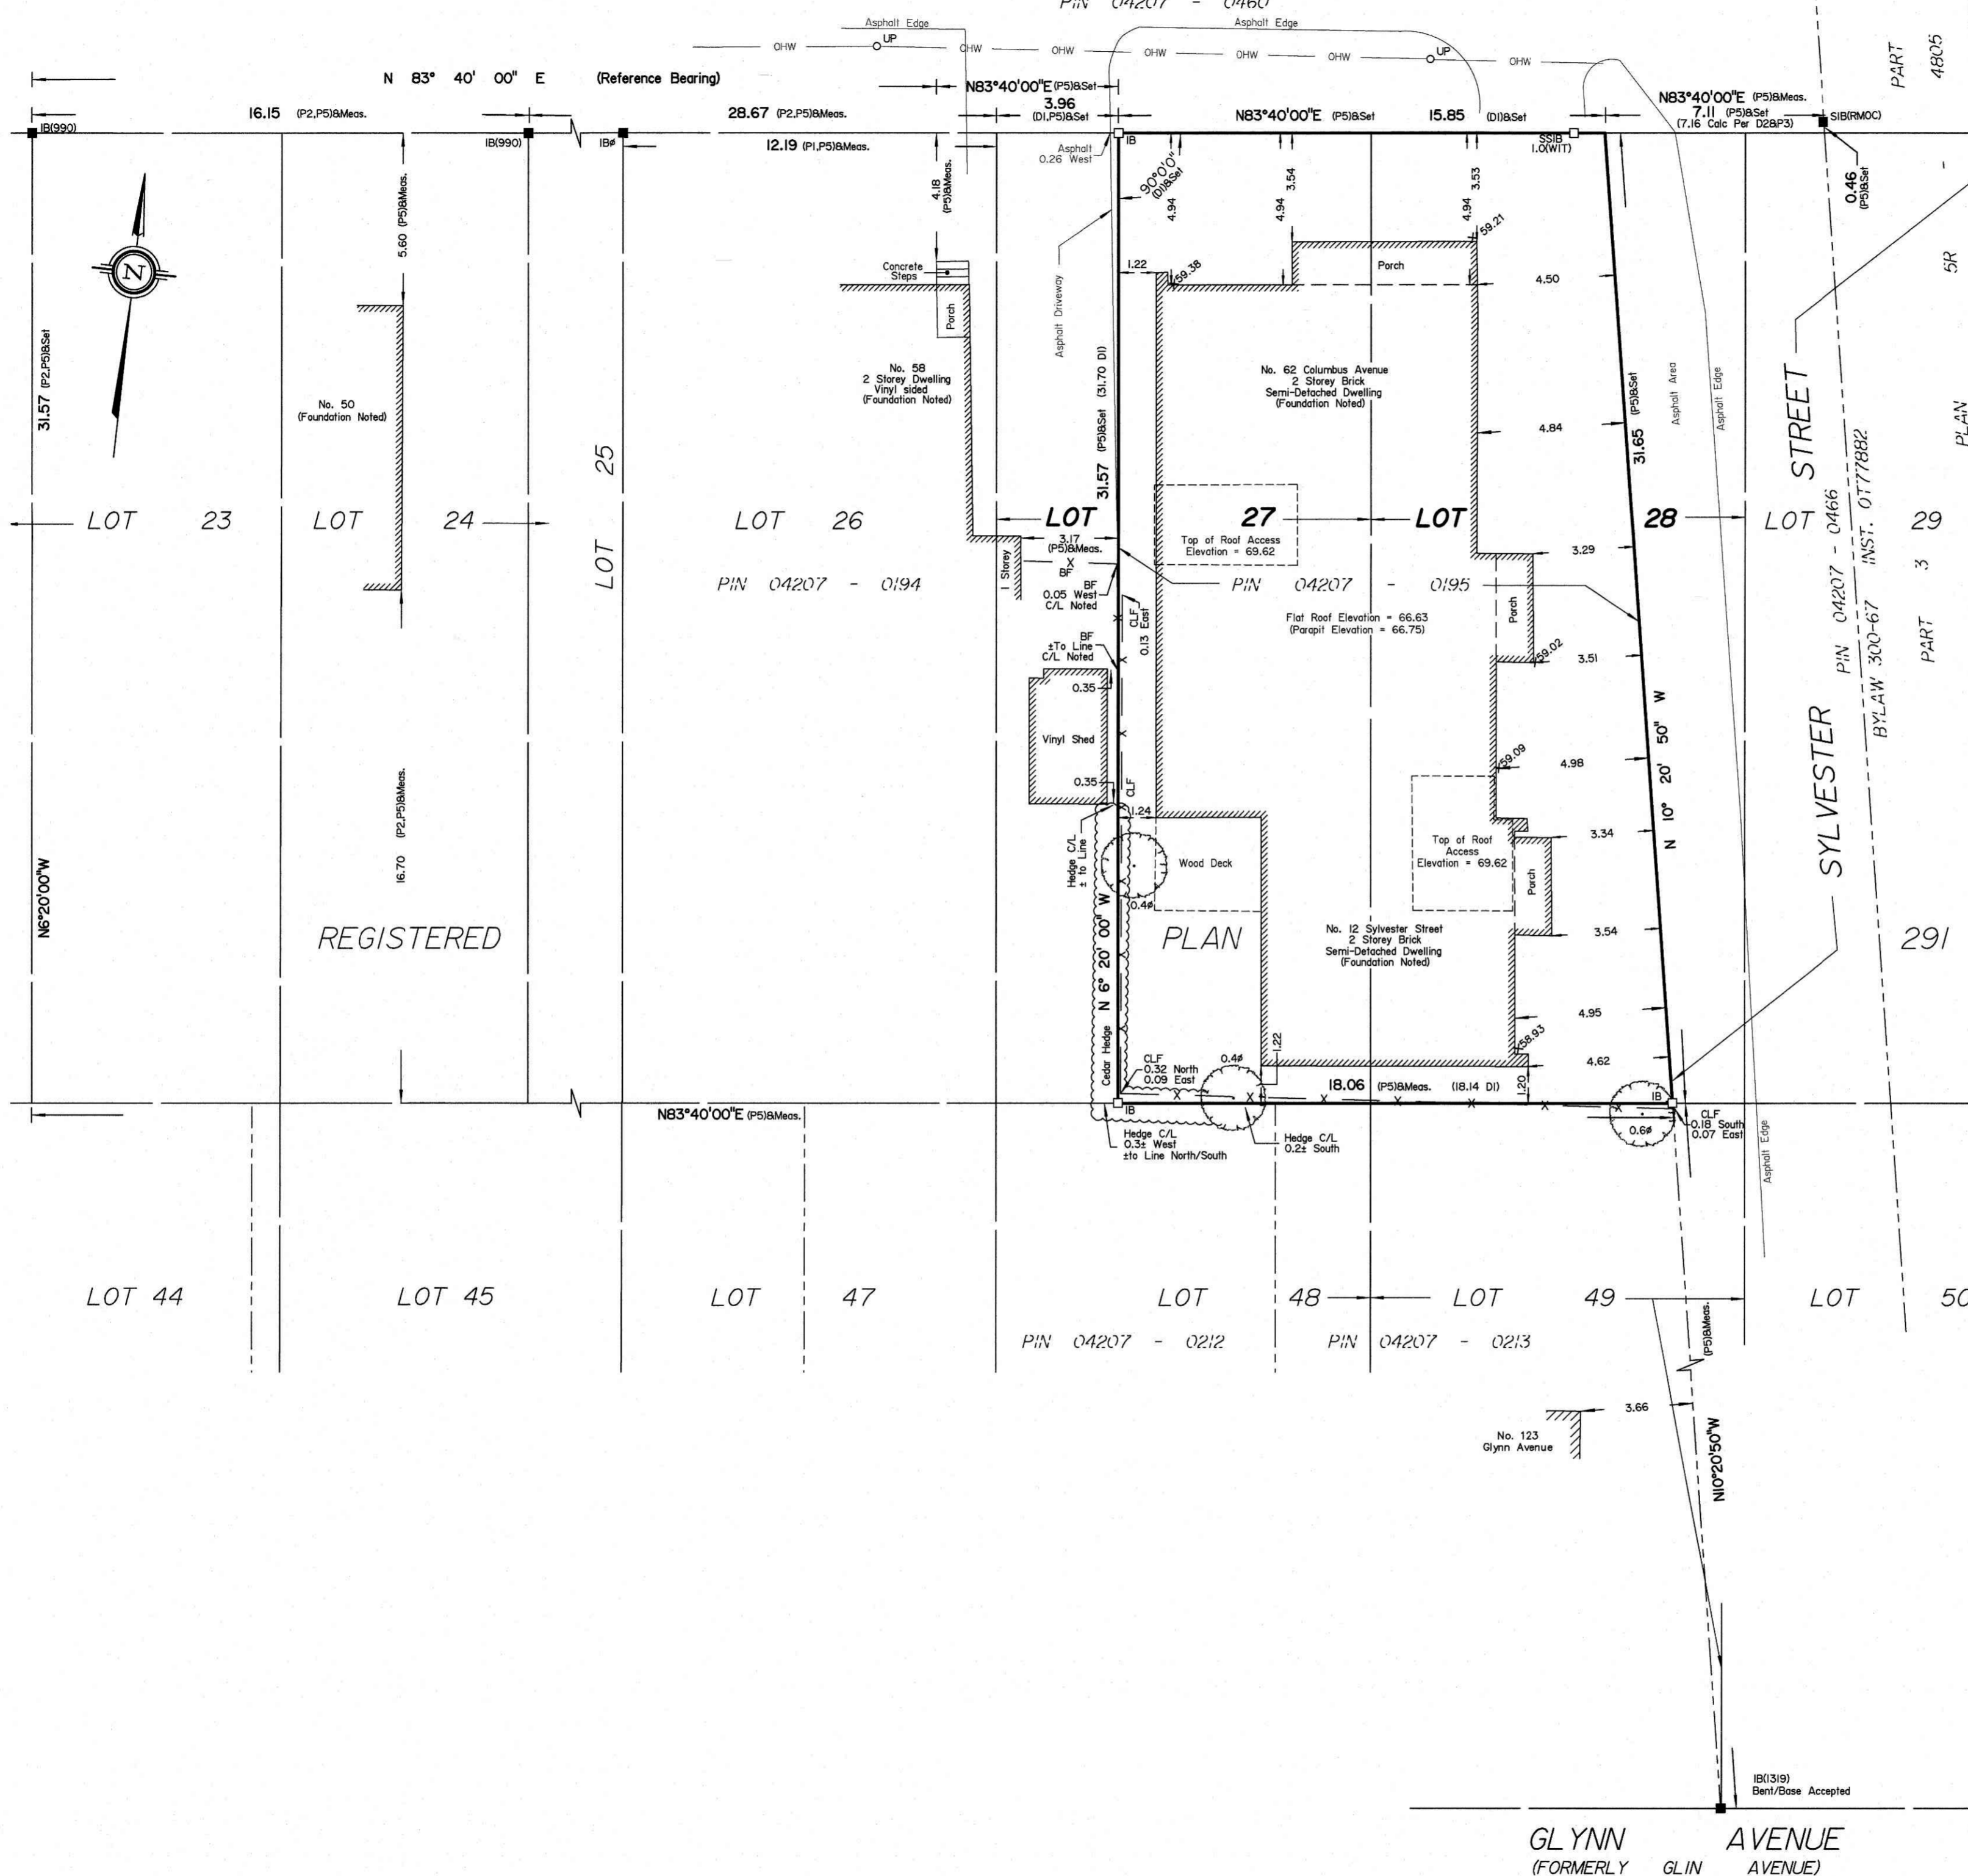 PIN 04207 - 0460
Asphalt Edge
Asphalt Edge
OHW UP OHW OHW OHW OHW OHW UP OHW
PART
4805
N 83° 40' 00" E (Reference Bearing)
N83°40'00"E (P5)&Set
3.96
(D1,P5)&Set
N83°40'00"E (P5)&Set 15.85 (D1)&Set
N83°40'00"E (P5)&Meas.
7.11 (P5)&Set
(7.16 Calc Per D2&P3)
SIB(RMOC)
16.15 (P2,P5)&Meas.
28.67 (P2,P5)&Meas.
IB(990)
IB(990)
IBø
12.19 (P1,P5)&Meas.
Asphalt
0.26 West
IB
SSIB
1.0(WIT)
0.46
(P5)&Set
90°0'0"
(D1)&Set
5.60 (P5)&Meas.
4.18
(P5)&Meas.
4.94
4.94
3.54
4.94
3.53
59.21
59.38
5R
-
PLAN
N
Concrete
Steps
Porch
1.22
Porch
4.50
Asphalt Driveway
31.57 (P2,P5)&Set
No. 50
(Foundation Noted)
No. 58
2 Storey Dwelling
Vinyl sided
(Foundation Noted)
31.57 (P5)&Set (31.70 D1)
No. 62 Columbus Avenue
2 Storey Brick
Semi-Detached Dwelling
(Foundation Noted)
4.84
31.65 (P5)&Set
Asphalt Area
Asphalt Edge
STREET
LOT 23
LOT 24
LOT 25
LOT 26
LOT 27
LOT 28
LOT 29
Top of Roof Access
Elevation = 69.62
3.17
(P5)&Meas.
1 Storey
X
BF
BF
0.05 West
C/L Noted
3.29
PIN 04207 - 0194
PIN 04207 - 0195
PIN 04207 - 0466
BYLAW 300-67 INST. OT77882
PART 3
Flat Roof Elevation = 66.63
(Parapit Elevation = 66.75)
Porch
CLF
0.13 East
BF
±To Line
C/L Noted
59.02
3.51
0.35
Vinyl Shed
0.35
CLF
1.24
59.09
4.98
N 10° 20' 50" W
SYLVESTER
16.70 (P2,P5)&Meas.
Hedge C/L
± to Line
Wood Deck
0.4ø
Top of Roof
Access
Elevation = 69.62
3.34
Porch
N6°20'00"W
REGISTERED
PLAN
291
N 6° 20' 00" W
No. 12 Sylvester Street
2 Storey Brick
Semi-Detached Dwelling
(Foundation Noted)
3.54
4.95
58.93
4.62
Cedar Hedge
CLF
0.32 North
0.09 East
0.4ø
1.22
18.06 (P5)&Meas. (18.14 D1)
1.20
N83°40'00"E (P5)&Meas.
IB
IB
CLF
0.18 South
0.07 East
0.6ø
Hedge C/L
0.3± West
±to Line North/South
Hedge C/L
0.2± South
Asphalt Edge
LOT 44
LOT 45
LOT 47
LOT 48
LOT 49
LOT 50
PIN 04207 - 0212
PIN 04207 - 0213
(P5)&Meas.
3.66
No. 123
Glynn Avenue
N10°20'50"W
IB(1319)
Bent/Base Accepted
GLYNN AVENUE
(FORMERLY GLIN AVENUE)